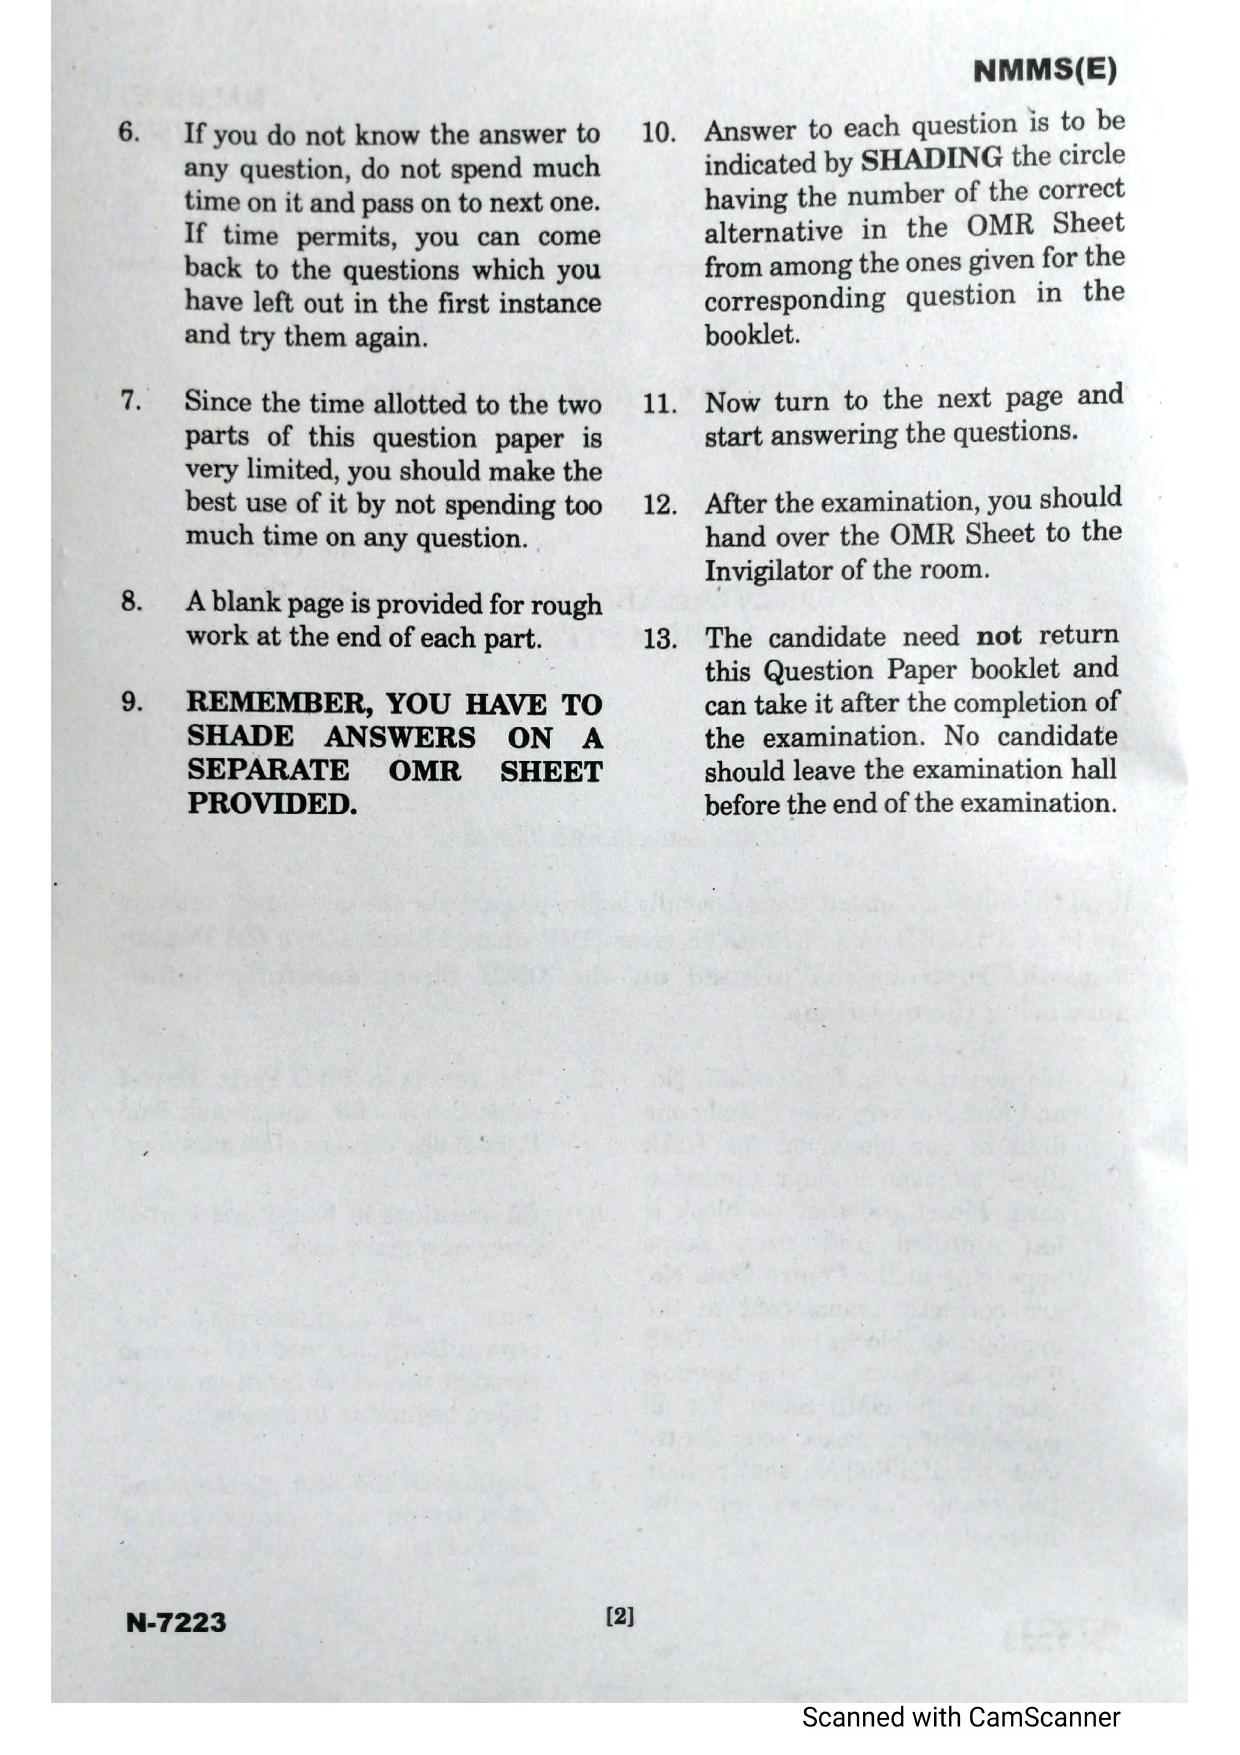 NMMS(E)
6. If you do not know the answer to
any question, do not spend much
time on it and pass on to next one.
If time permits, you can come
back to the questions which you
have left out in the first instance
and try them again.
7. Since the time allotted to the two
parts of this question paper is
very limited, you should make the
best use of it by not spending too
much time on any question.
8. A blank page is provided for rough
work at the end of each part.
9. REMEMBER, YOU HAVE TO
SHADE ANSWERS ON A
SEPARATE OMR SHEET
PROVIDED.
10. Answer to each question is to be
indicated by SHADING the circle
having the number of the correct
alternative in the OMR Sheet
from among the ones given for the
corresponding question in the
booklet.
11. Now turn to the next page and
start answering the questions.
12. After the examination, you should
hand over the OMR Sheet to the
Invigilator of the room.
13. The candidate need not return
this Question Paper booklet and
can take it after the completion of
the examination. No candidate
should leave the examination hall
before the end of the examination.
N-7223
[2]
Scanned with CamScanner